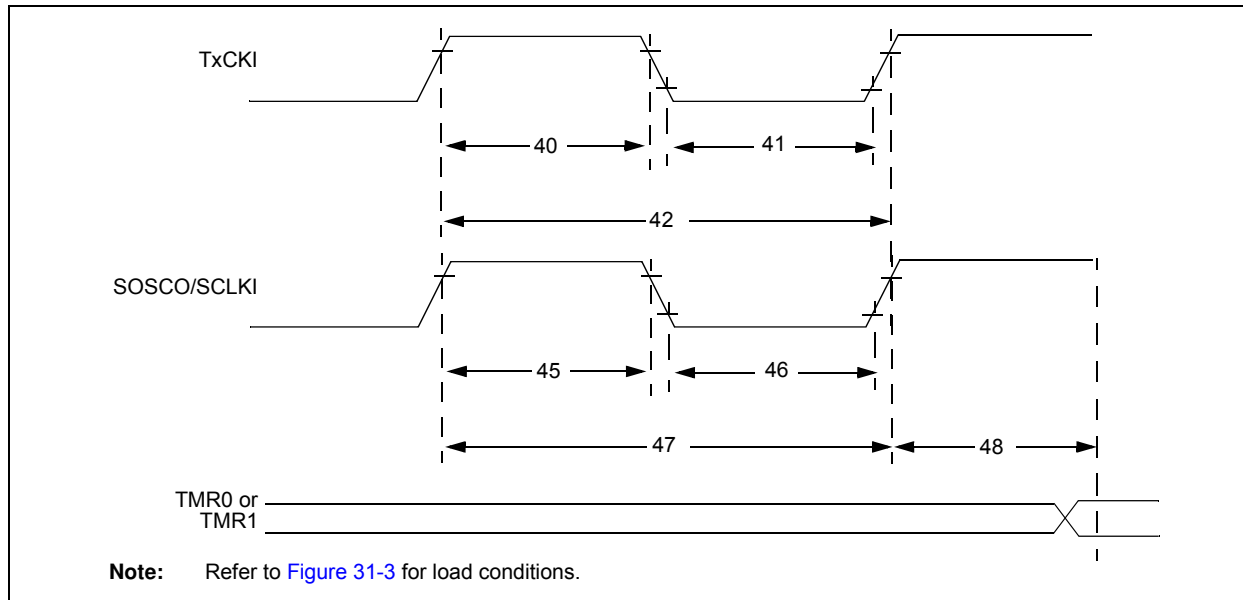 TxCKI
40
41
42
SOSCO/SCLKI
45
46
47
48
TMR0 or
TMR1
Note: Refer to Figure 31-3 for load conditions.